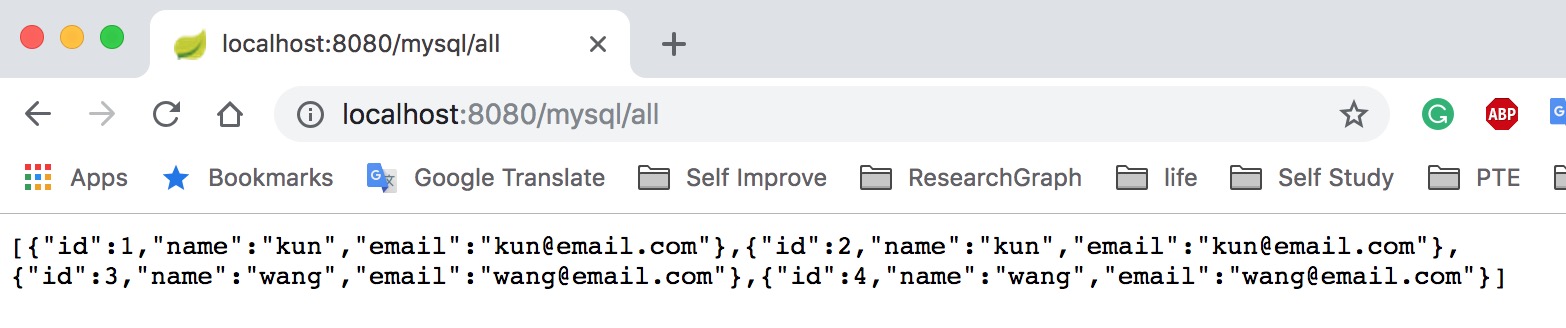 localhost:8080/mysql/all
localhost:8080/mysql/all
ABP
G
Apps Bookmarks Google Translate Self Improve ResearchGraph life Self Study PTE
[{"id":1,"name":"kun","email":"kun@email.com"},{"id":2,"name":"kun","email":"kun@email.com"},
{"id":3,"name":"wang","email":"wang@email.com"},{"id":4,"name":"wang","email":"wang@email.com"}]